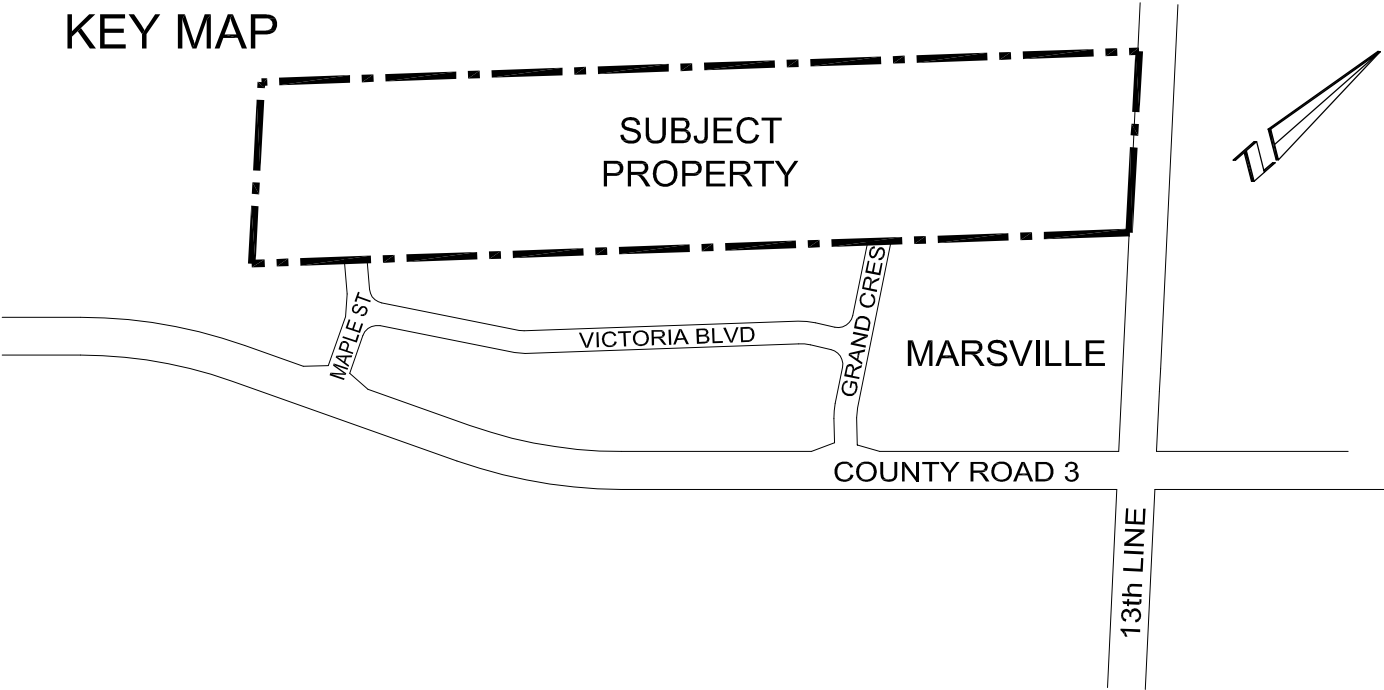 KEY MAP
SUBJECT
PROPERTY
MAPLE ST
VICTORIA BLVD
GRAND CRES
MARSVILLE
COUNTY ROAD 3
13th LINE
N